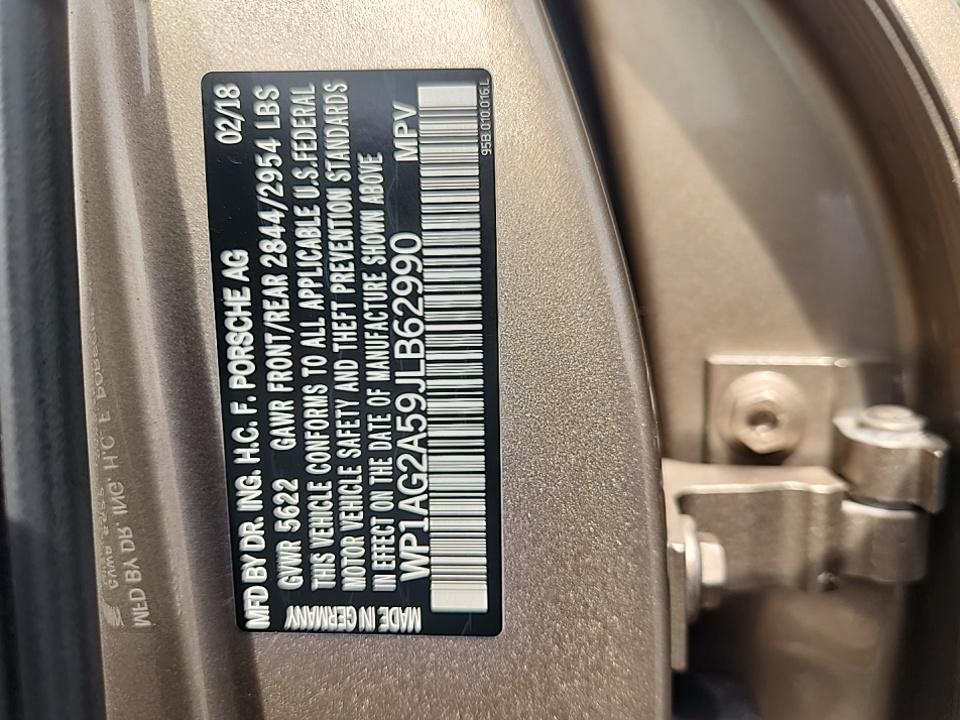 MFD BY DR. ING. H.C. F. PORSCHE AG 02/18
GVWR 5622 GAWR FRONT/REAR 2844/2954 LBS
THIS VEHICLE CONFORMS TO ALL APPLICABLE U.S.FEDERAL
MOTOR VEHICLE SAFETY AND THEFT PREVENTION STANDARDS
IN EFFECT ON THE DATE OF MANUFACTURE SHOWN ABOVE
WP1AG2A59JLB62990 MPV
MADE IN
GERMANY
95B.010.016.L